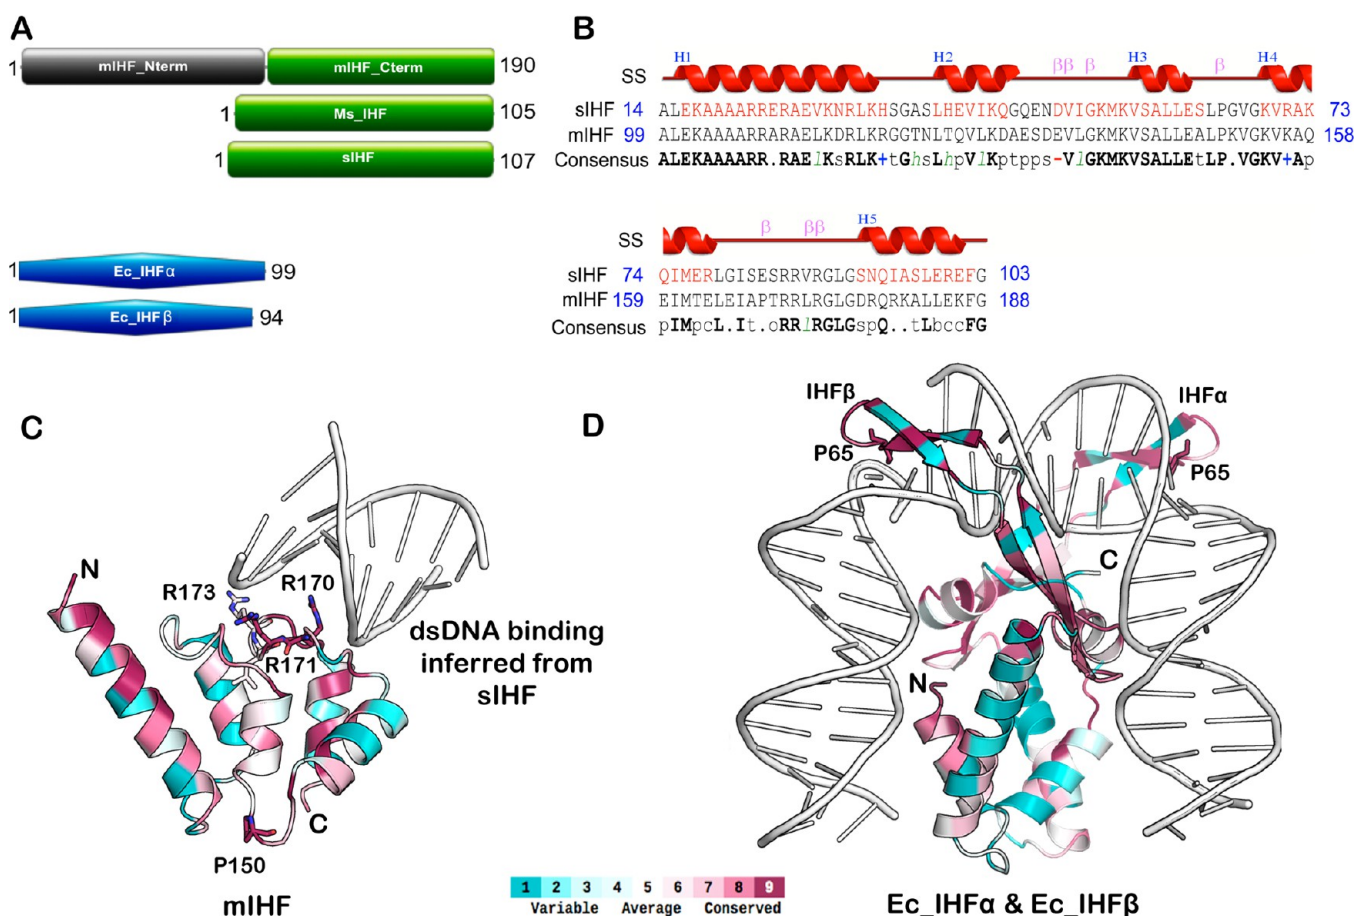 A
1 mIHF_Nterm mIHF_Cterm 190
1 Ms_IHF 105
1 sIHF 107
1 Ec_IHFα 99
1 Ec_IHFβ 94
B
H1 H2 ββ β H3 β H4
SS
sIHF 14 ALEKAAAARRERAEVKNRLKHSGASLHEVIKQGQENDVIGKMKVSALLESLPGVGKVRAK 73
mIHF 99 ALEKAAAARRARAELKDRLKRGGTNLTQVLKDAESDEVLGKMKVSALLEALPKVGKVKAQ 158
Consensus ALEKAAAARR.RAElKsRLK+tGhsLhpVlKptpps-VlGKMKVSALLEtLP.VGKV+Ap
β ββ H5
SS
sIHF 74 QIMERLGISESRRVRGLGSNQIASLEREFG 103
mIHF 159 EIMTELEIAPTRRLRGLGDRQRKALLEKFG 188
Consensus pIMpcL.It.oRRlRGLGspQ..tLbccFG
C
N
R173
R170
R171
dsDNA binding
inferred from
sIHF
C
P150
mIHF
D
IHFβ
IHFα
P65
P65
C
N
Ec_IHFα & Ec_IHFβ
1 2 3 4 5 6 7 8 9
Variable Average Conserved